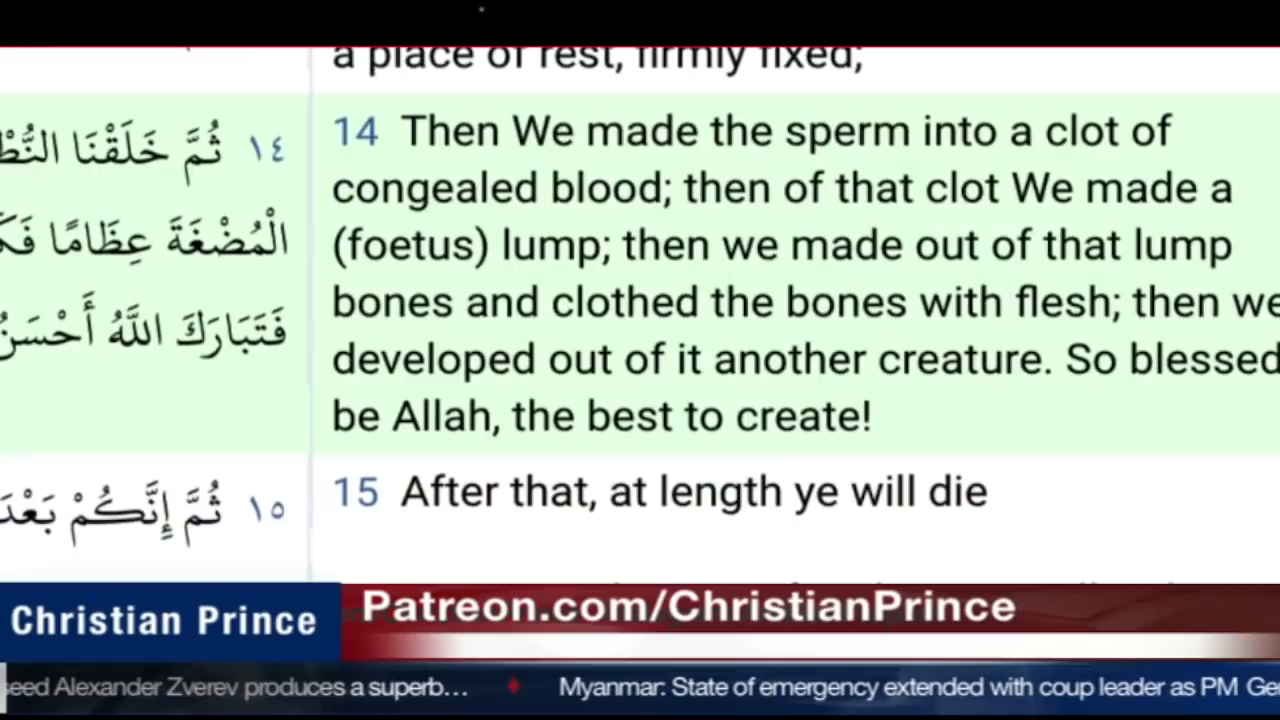 a place of rest, firmly fixed;
١٤ ثُمَّ خَلَقْنَا
الْمُضْغَةَ عِظَامًا
فَتَبَارَكَ اللَّهُ أَحْسَنُ
14 Then We made the sperm into a clot of
congealed blood; then of that clot We made a
(foetus) lump; then we made out of that lump
bones and clothed the bones with flesh; then we
developed out of it another creature. So blessed
be Allah, the best to create!
١٥ ثُمَّ إِنَّكُمْ
15 After that, at length ye will die
Christian Prince
Patreon.com/ChristianPrince
seed Alexander Zverev produces a superb... Myanmar: State of emergency extended with coup leader as PM Ge